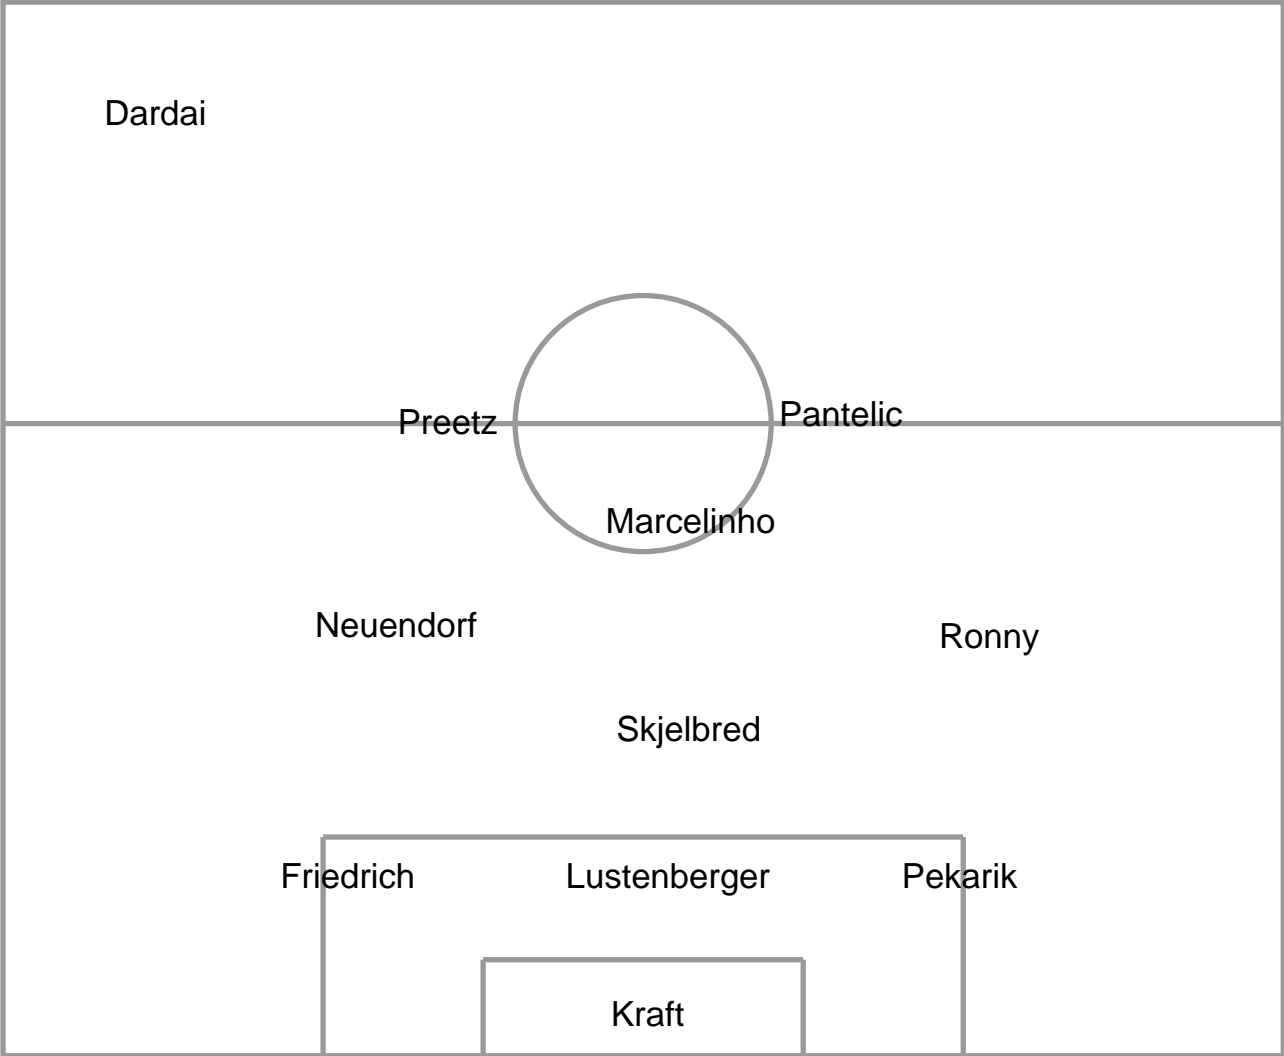 Dardai
Preetz
Pantelic
Marcelinho
Neuendorf
Ronny
Skjelbred
Friedrich
Lustenberger
Pekarik
Kraft